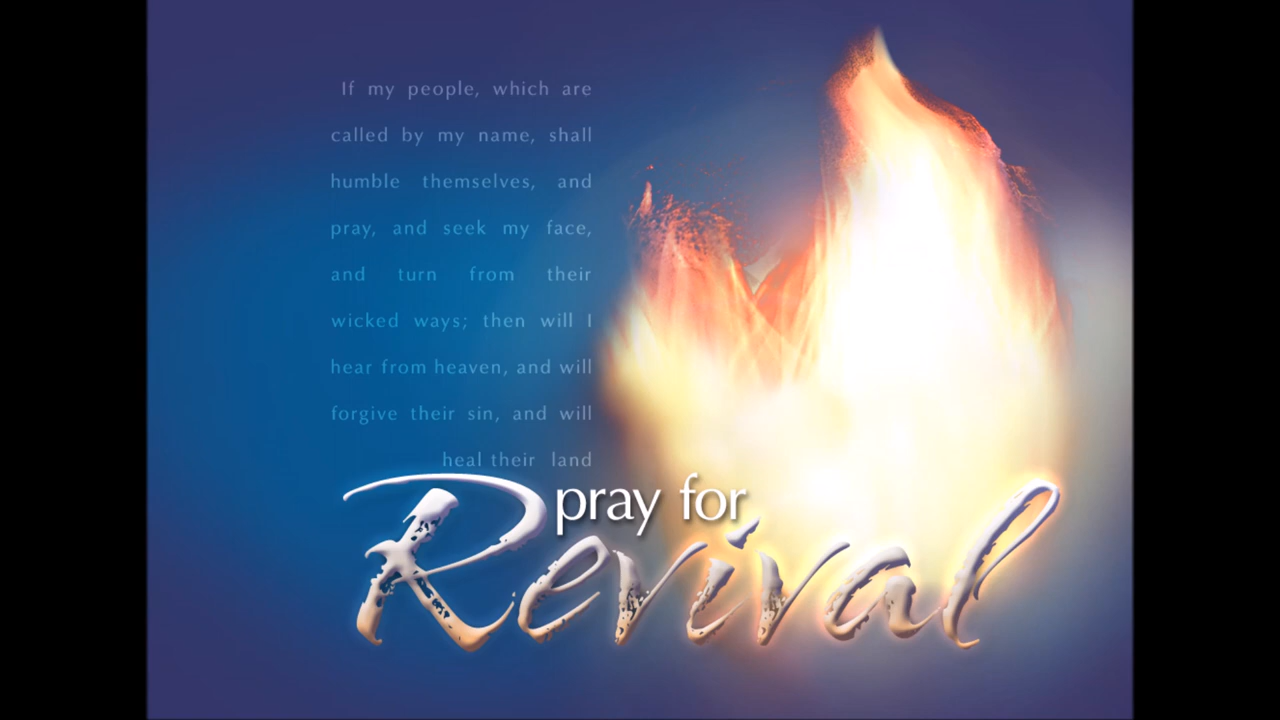 If my people, which are
called by my name, shall
humble themselves, and
pray, and seek my face,
and turn from their
wicked ways; then will I
hear from heaven, and will
forgive their sin, and will
heal their land
pray for
Revival